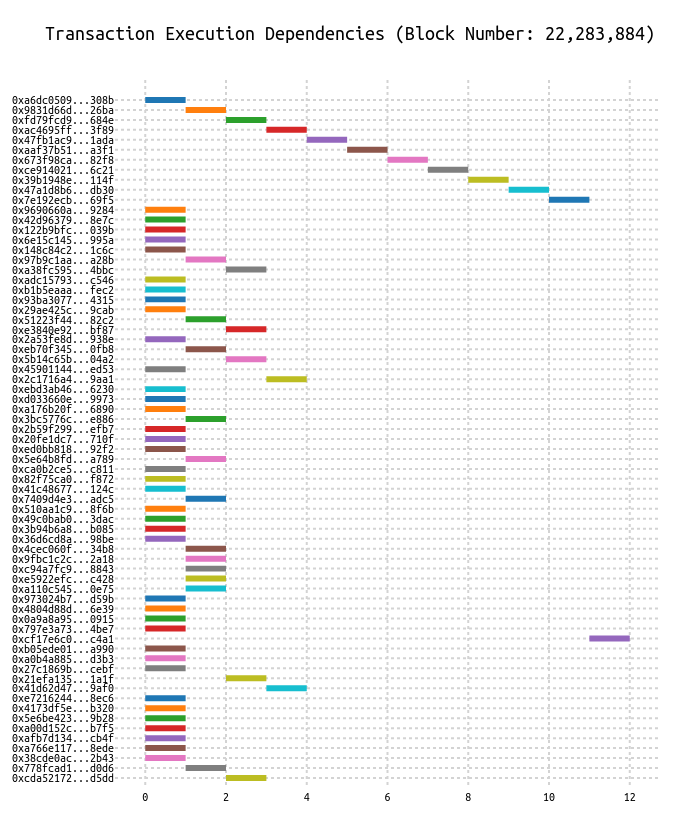 Transaction Execution Dependencies (Block Number: 22,283,884)
0xa6dc0509...308b
0x9831d66d...26ba
0xfd79fcd9...684e
0xac4695ff...3f89
0x47fb1ac9...1ada
0xaaf37b51...a3f1
0x673f98ca...82f8
0xce914021...6c21
0x39b1948e...114f
0x47a1d8b6...db30
0x7e192ecb...69f5
0x9690660a...9284
0x42d96379...8e7c
0x122b9bfc...039b
0x6e15c145...995a
0x148c84c2...1c6c
0x97b9c1aa...a28b
0xa38fc595...4bbc
0xadc15793...c546
0xb1b5eaaa...fec2
0x93ba3077...4315
0x29ae425c...9cab
0x51223f44...82c2
0xe3840e92...bf87
0x2a53fe8d...938e
0xeb70f345...0fb8
0x5b14c65b...04a2
0x45901144...ed53
0x2c1716a4...9aa1
0xebd3ab46...6230
0xd033660e...9973
0xa176b20f...6890
0x3bc5776c...e886
0x2b59f299...efb7
0x20fe1dc7...710f
0xed0bb818...92f2
0x5e64b8fd...a789
0xca0b2ce5...c811
0x82f75ca0...f872
0x41c48677...124c
0x7409d4e3...adc5
0x510aa1c9...8f6b
0x49c0bab0...3dac
0x3b94b6a8...b085
0x36d6cd8a...98be
0x4cec060f...34b8
0x9fbc1c2c...2a18
0xc94a7fc9...8843
0xe5922efc...c428
0xa110c545...0e75
0x973024b7...d59b
0x4804d88d...6e39
0x0a9a8a95...0915
0x797e3a73...4be7
0xcf17e6c0...c4a1
0xb05ede01...a990
0xa0b4a885...d3b3
0x27c1869b...cebf
0x21efa135...1a1f
0x41d62d47...9af0
0xe7216244...8ec6
0x4173df5e...b320
0x5e6be423...9b28
0xa00d152c...b7f5
0xafb7d134...cb4f
0xa766e117...8ede
0x38cde0ac...2b43
0x778fcad1...d0d6
0xcda52172...d5dd
0 2 4 6 8 10 12